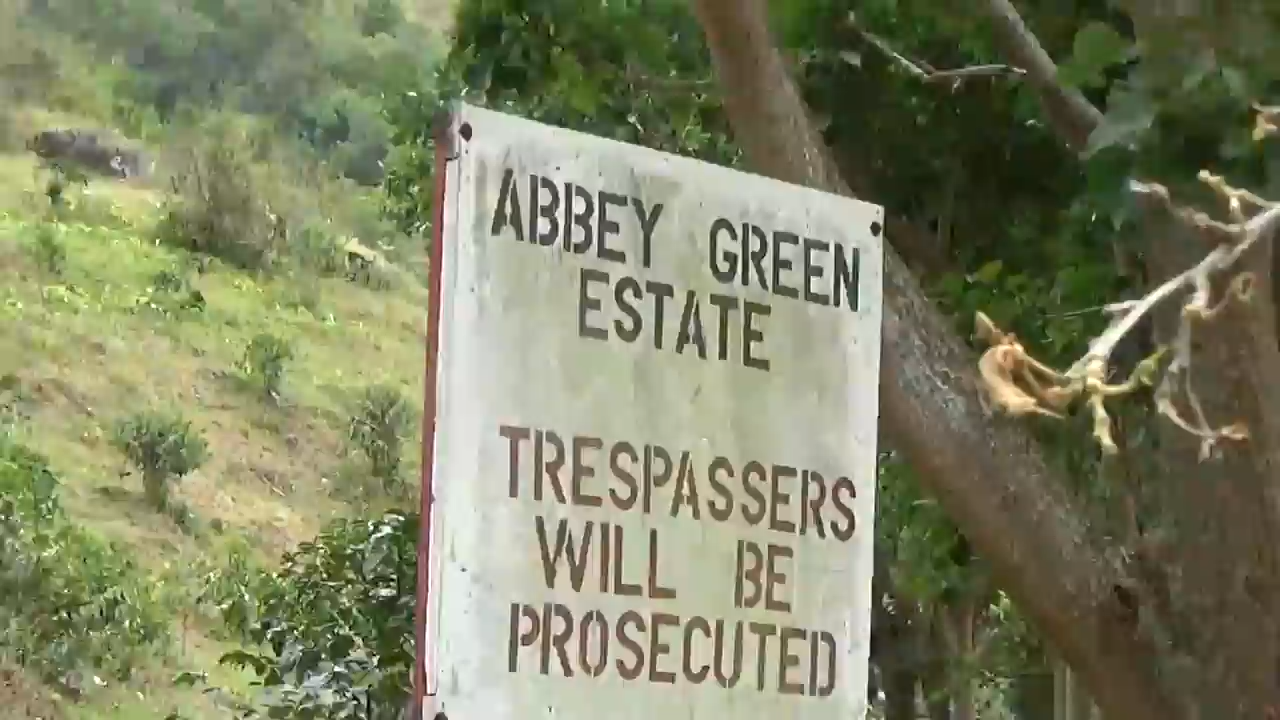 ABBEY GREEN
ESTATE
TRESPASSERS
WILL BE
PROSECUTED